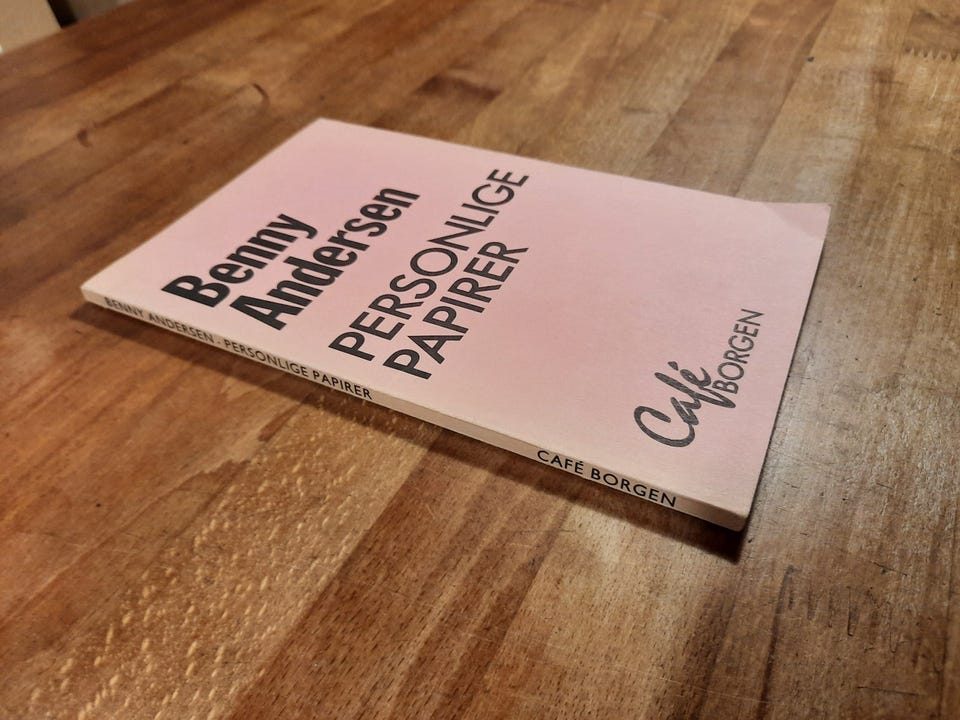 Benny
Andersen
PERSONLIGE
PAPIRER
Café
BORGEN
BENNY ANDERSEN · PERSONLIGE PAPIRER
CAFÉ BORGEN